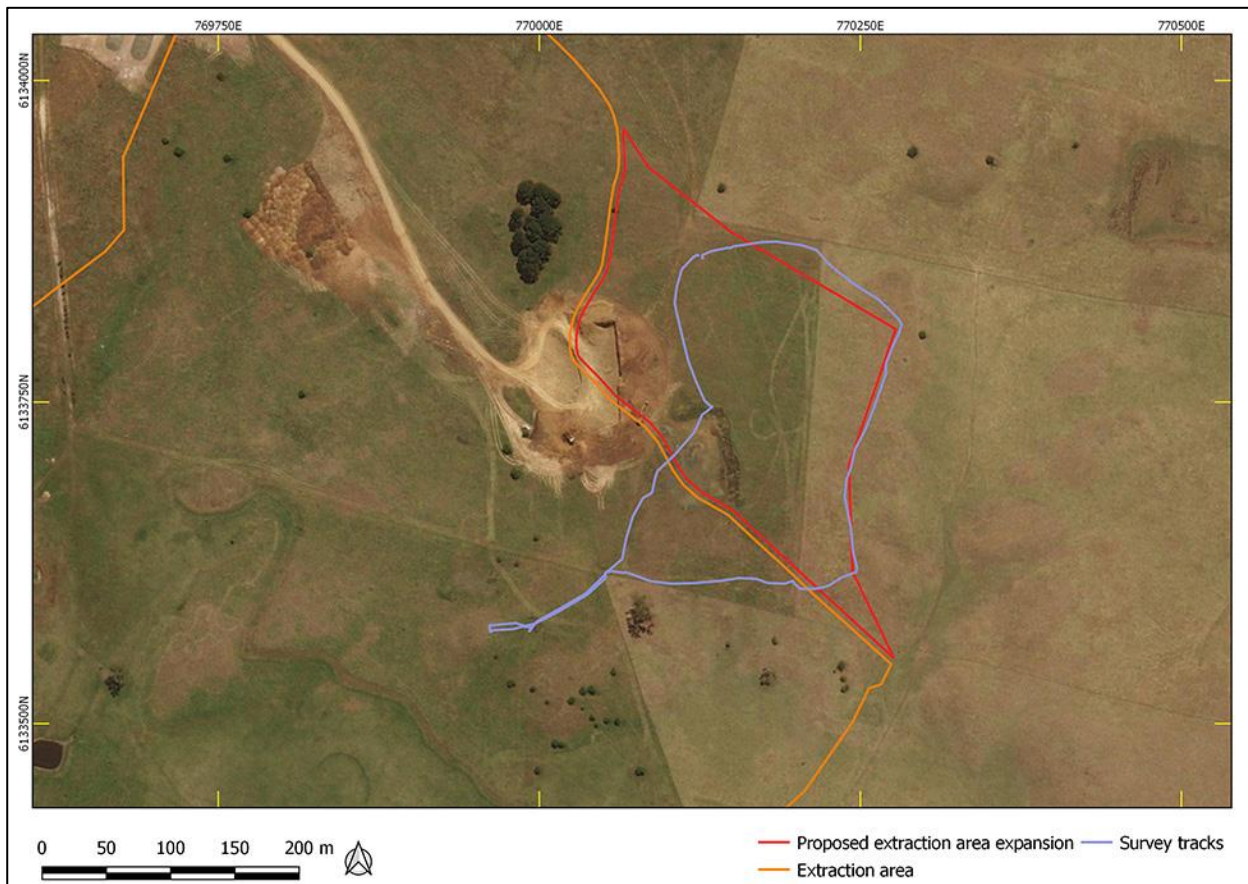 769750E 770000E 770250E 770500E
6134000N
6133750N
6133500N
0 50 100 150 200 m
Proposed extraction area expansion Survey tracks
Extraction area